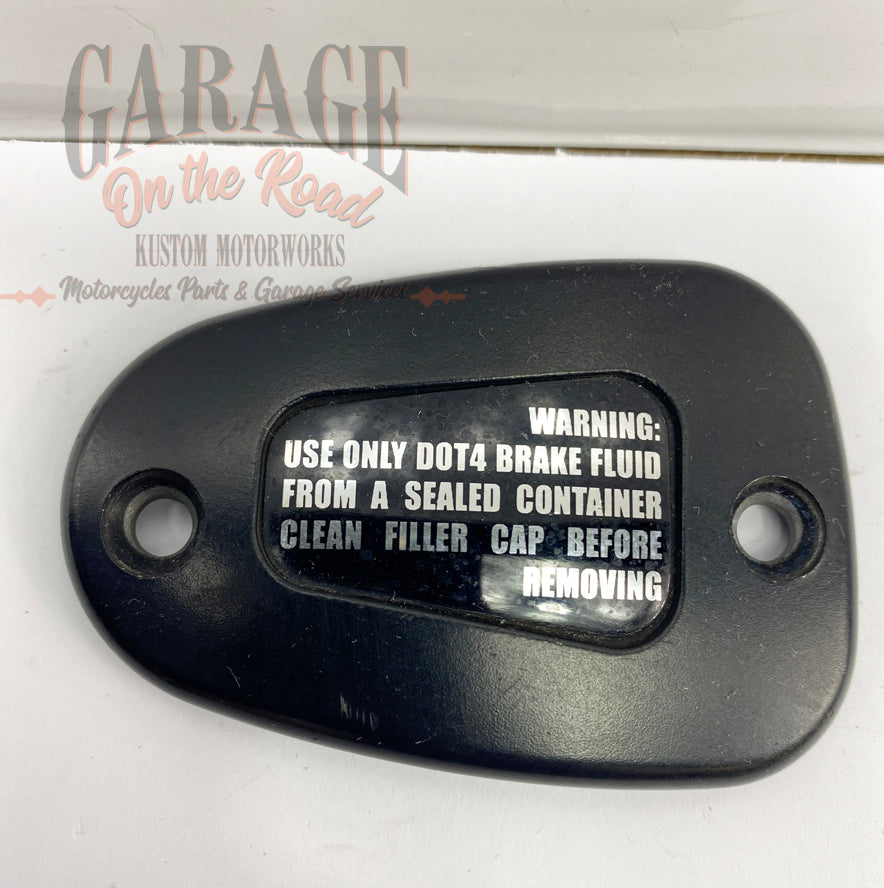 GARAGE
On the Road
KUSTOM MOTORWORKS
Motorcycles Parts & Garage Services
WARNING:
USE ONLY DOT4 BRAKE FLUID
FROM A SEALED CONTAINER
CLEAN FILLER CAP BEFORE
REMOVING